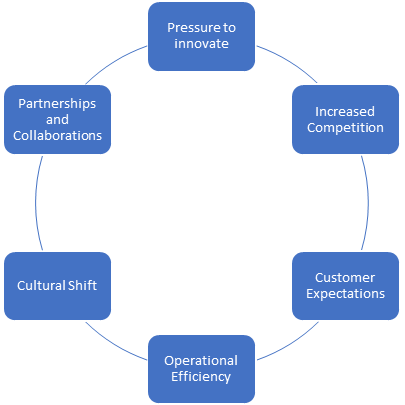 Pressure to
innovate
Increased
Competition
Customer
Expectations
Operational
Efficiency
Cultural Shift
Partnerships
and
Collaborations